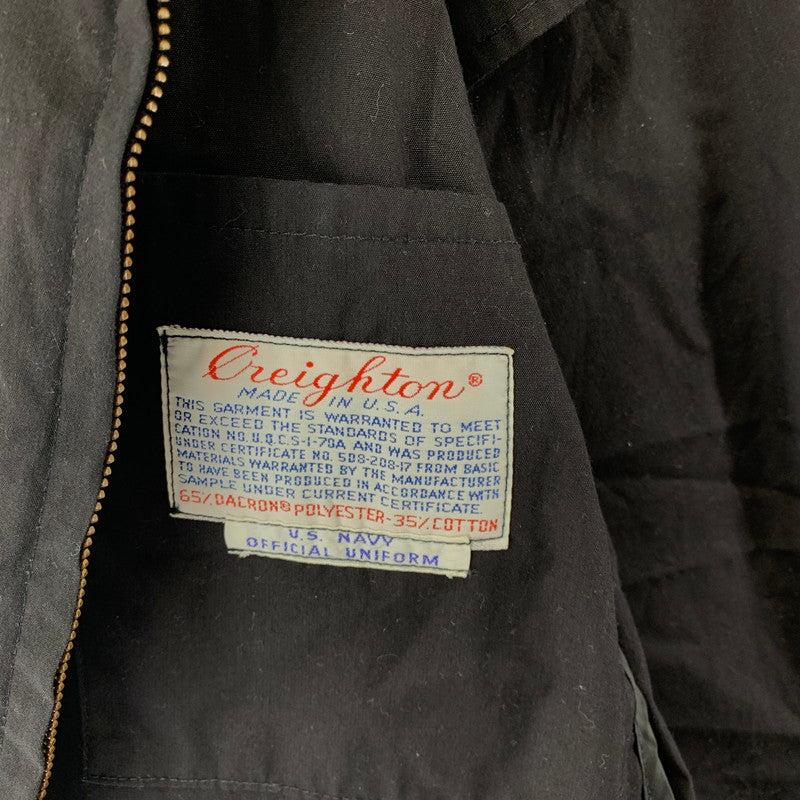 Creighton®
MADE IN U.S.A.
THIS GARMENT IS WARRANTED TO MEET
OR EXCEED THE STANDARDS OF SPECIFI-
CATION NO. U.Q.C.S-1-70A AND WAS PRODUCED
UNDER CERTIFICATE NO. 508-208-17 FROM BASIC
MATERIALS WARRANTED BY THE MANUFACTURER
TO HAVE BEEN PRODUCED IN ACCORDANCE WITH
SAMPLE UNDER CURRENT CERTIFICATE.
65% DACRON® POLYESTER-35% COTTON
U.S. NAVY
OFFICIAL UNIFORM